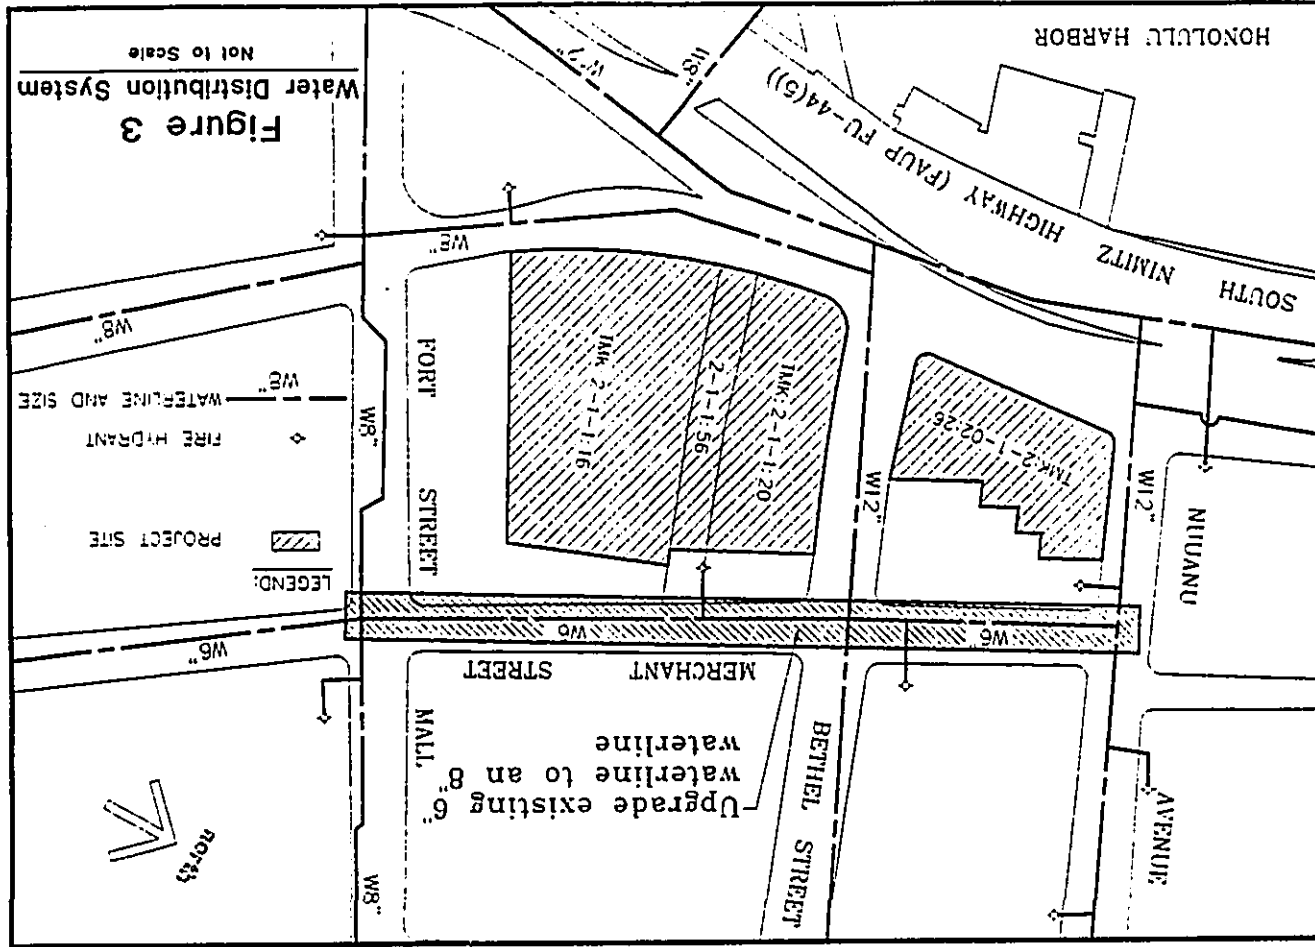 AVENUE
BETHEL STREET
Upgrade existing 6"
waterline to an 8"
waterline
MALL
W8"
north
MERCHANT STREET
W6
W6
W6"
LEGEND:
PROJECT SITE
FIRE HYDRANT
WATERLINE AND SIZE
W8"
NUUANU
W12"
TMK: 2-1-02:26
W12"
TMK: 2-1-1:20
2-1-1:56
TMK: 2-1-1:16
FORT STREET
W8"
W8"
W8"
SOUTH NIMITZ HIGHWAY (FAUP FU-44(5))
HONOLULU HARBOR
W8"
Figure 3
Water Distribution System
Not to Scale